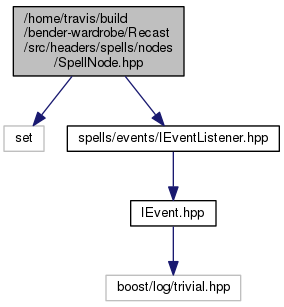 /home/travis/build
/bender-wardrobe/Recast
/src/headers/spells/nodes
/SpellNode.hpp
set
spells/events/IEventListener.hpp
IEvent.hpp
boost/log/trivial.hpp